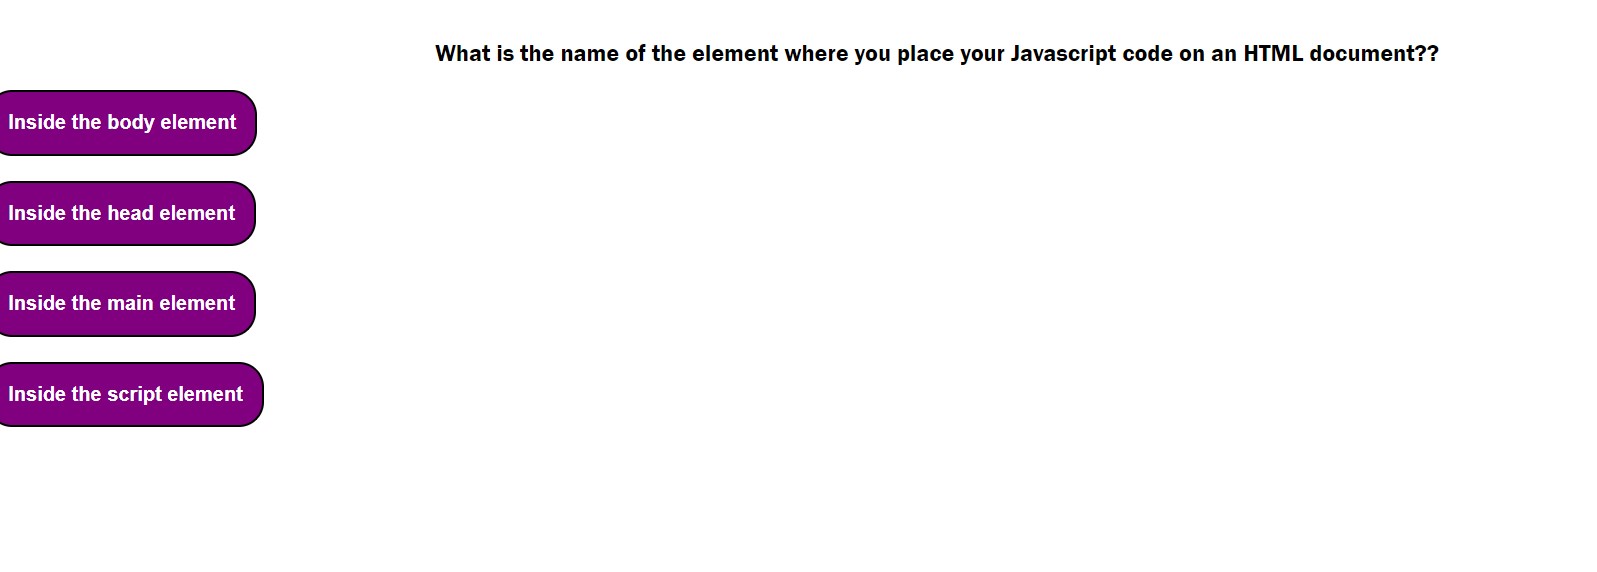 What is the name of the element where you place your Javascript code on an HTML document??
Inside the body element
Inside the head element
Inside the main element
Inside the script element